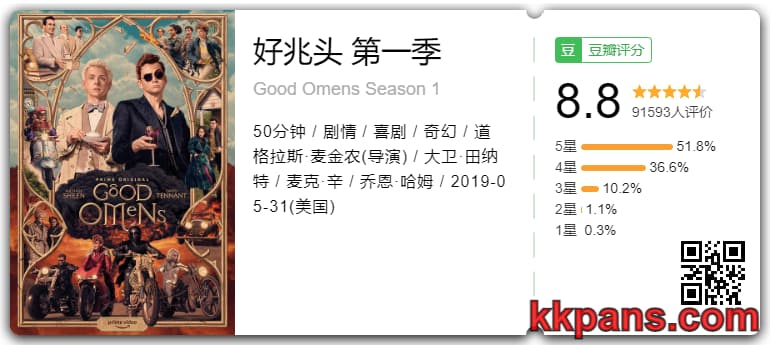 好兆头 第一季
Good Omens Season 1
50分钟 / 剧情 / 喜剧 / 奇幻 / 道
格拉斯·麦金农(导演) / 大卫·田纳
特 / 麦克·辛 / 乔恩·哈姆 / 2019-0
5-31(美国)
豆 豆瓣评分
8.8
91593人评价
5星 51.8%
4星 36.6%
3星 10.2%
2星 1.1%
1星 0.3%
PRIME ORIGINAL
MICHAEL
SHEEN
DAVID
TENNANT
GOOD
OMENS
prime video
kkpans.com